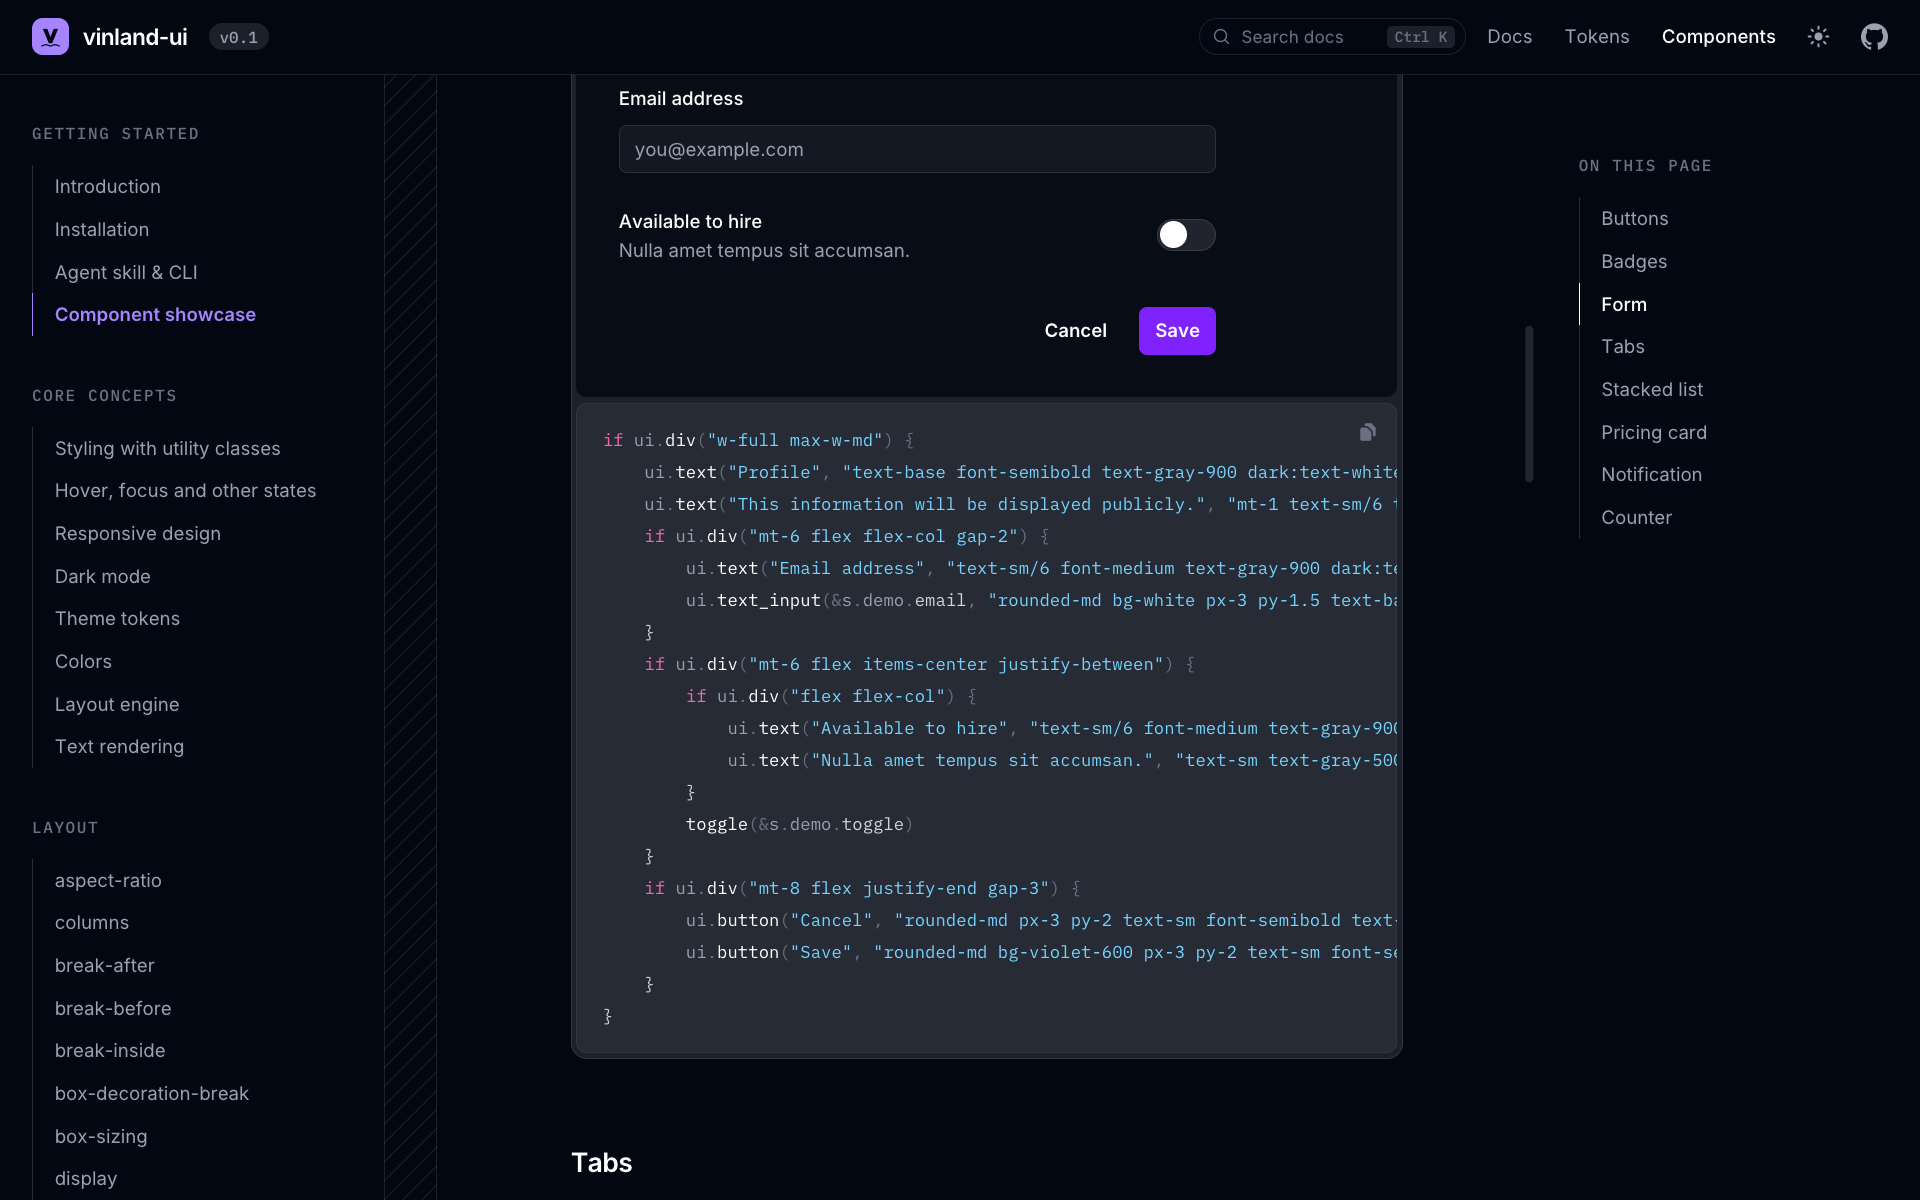 vinland-ui
v0.1
Search docs
Ctrl K
Docs
Tokens
Components
GETTING STARTED
Introduction
Installation
Agent skill & CLI
Component showcase
CORE CONCEPTS
Styling with utility classes
Hover, focus and other states
Responsive design
Dark mode
Theme tokens
Colors
Layout engine
Text rendering
LAYOUT
aspect-ratio
columns
break-after
break-before
break-inside
box-decoration-break
box-sizing
display
Email address
you@example.com
Available to hire
Nulla amet tempus sit accumsan.
Cancel
Save
if ui.div("w-full max-w-md") {
    ui.text("Profile", "text-base font-semibold text-gray-900 dark:text-white
    ui.text("This information will be displayed publicly.", "mt-1 text-sm/6
    if ui.div("mt-6 flex flex-col gap-2") {
        ui.text("Email address", "text-sm/6 font-medium text-gray-900 dark:te
        ui.text_input(&s.demo.email, "rounded-md bg-white px-3 py-1.5 text-ba
    }
    if ui.div("mt-6 flex items-center justify-between") {
        if ui.div("flex flex-col") {
            ui.text("Available to hire", "text-sm/6 font-medium text-gray-900
            ui.text("Nulla amet tempus sit accumsan.", "text-sm text-gray-500
        }
        toggle(&s.demo.toggle)
    }
    if ui.div("mt-8 flex justify-end gap-3") {
        ui.button("Cancel", "rounded-md px-3 py-2 text-sm font-semibold text-
        ui.button("Save", "rounded-md bg-violet-600 px-3 py-2 text-sm font-se
    }
}
Tabs
ON THIS PAGE
Buttons
Badges
Form
Tabs
Stacked list
Pricing card
Notification
Counter